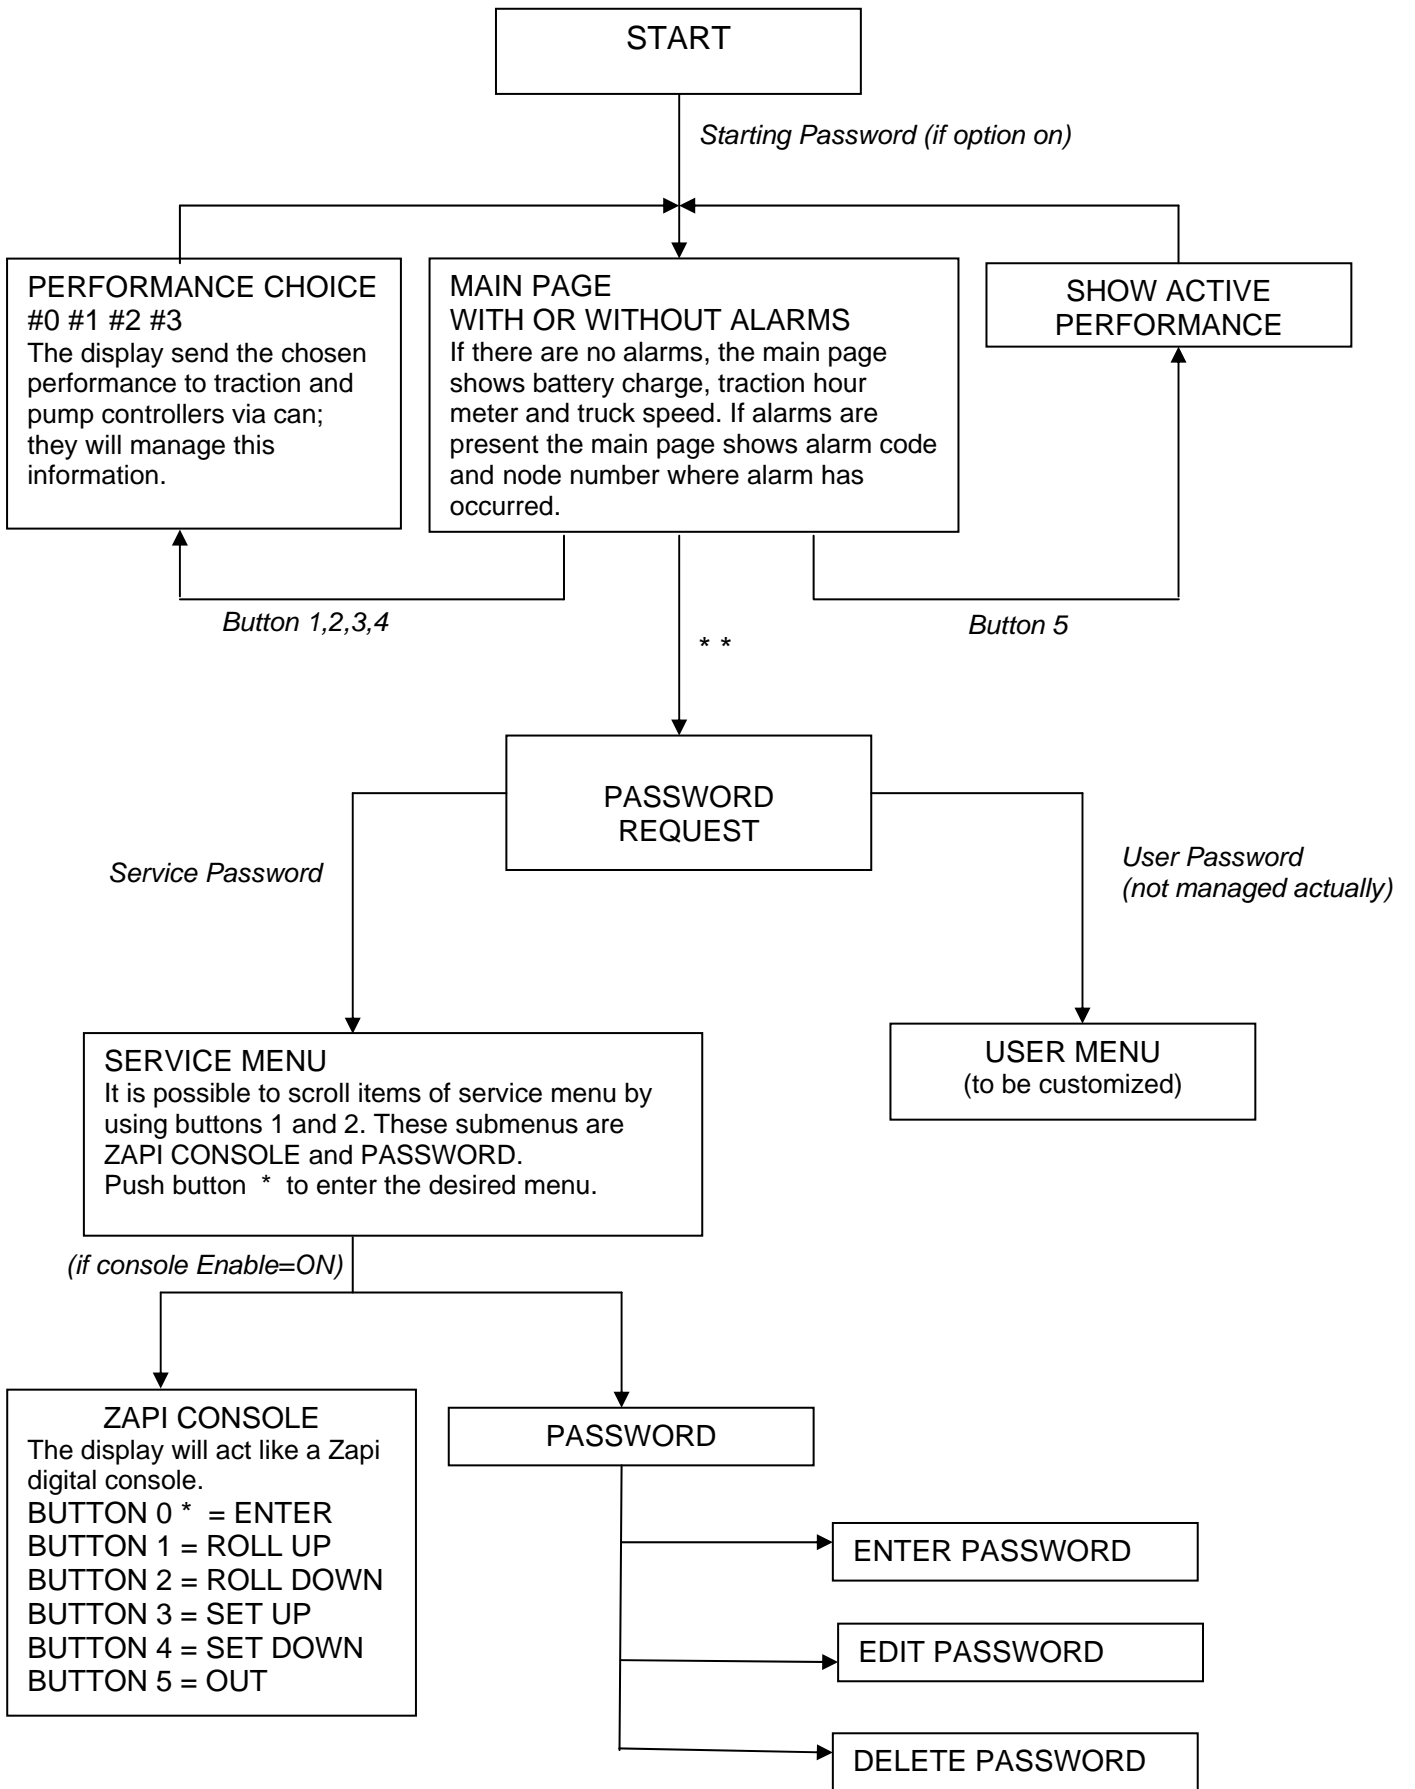 START
Starting Password (if option on)
PERFORMANCE CHOICE
#0 #1 #2 #3
The display send the chosen
performance to traction and
pump controllers via can;
they will manage this
information.
MAIN PAGE
WITH OR WITHOUT ALARMS
If there are no alarms, the main page
shows battery charge, traction hour
meter and truck speed. If alarms are
present the main page shows alarm code
and node number where alarm has
occurred.
SHOW ACTIVE
PERFORMANCE
Button 1,2,3,4
* *
Button 5
PASSWORD
REQUEST
Service Password
User Password
(not managed actually)
SERVICE MENU
It is possible to scroll items of service menu by
using buttons 1 and 2. These submenus are
ZAPI CONSOLE and PASSWORD.
Push button * to enter the desired menu.
USER MENU
(to be customized)
(if console Enable=ON)
ZAPI CONSOLE
The display will act like a Zapi
digital console.
BUTTON 0 * = ENTER
BUTTON 1 = ROLL UP
BUTTON 2 = ROLL DOWN
BUTTON 3 = SET UP
BUTTON 4 = SET DOWN
BUTTON 5 = OUT
PASSWORD
ENTER PASSWORD
EDIT PASSWORD
DELETE PASSWORD